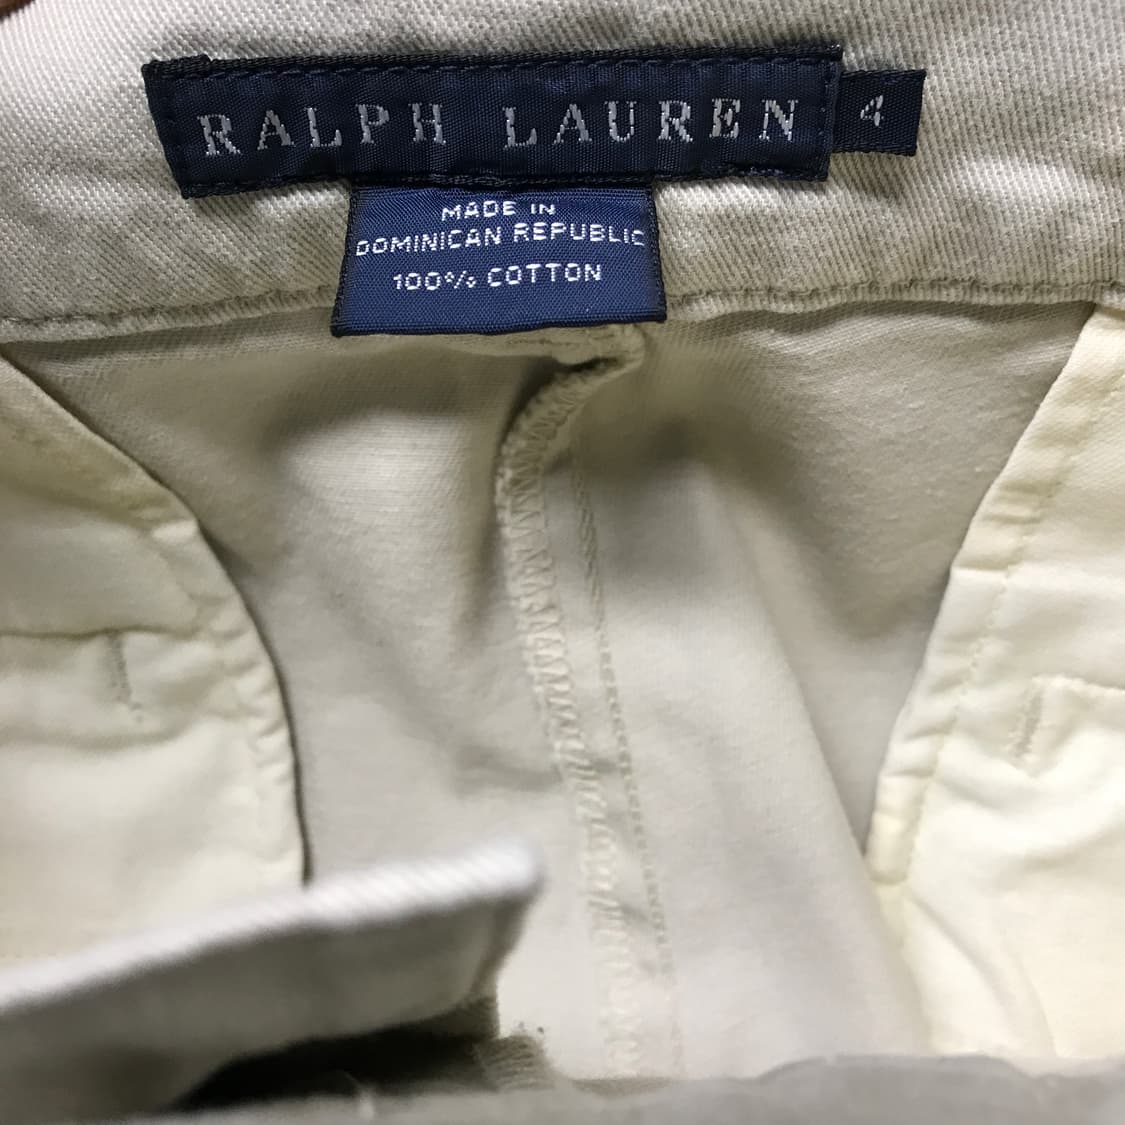 RALPH LAUREN 4
MADE IN
DOMINICAN REPUBLIC
100% COTTON